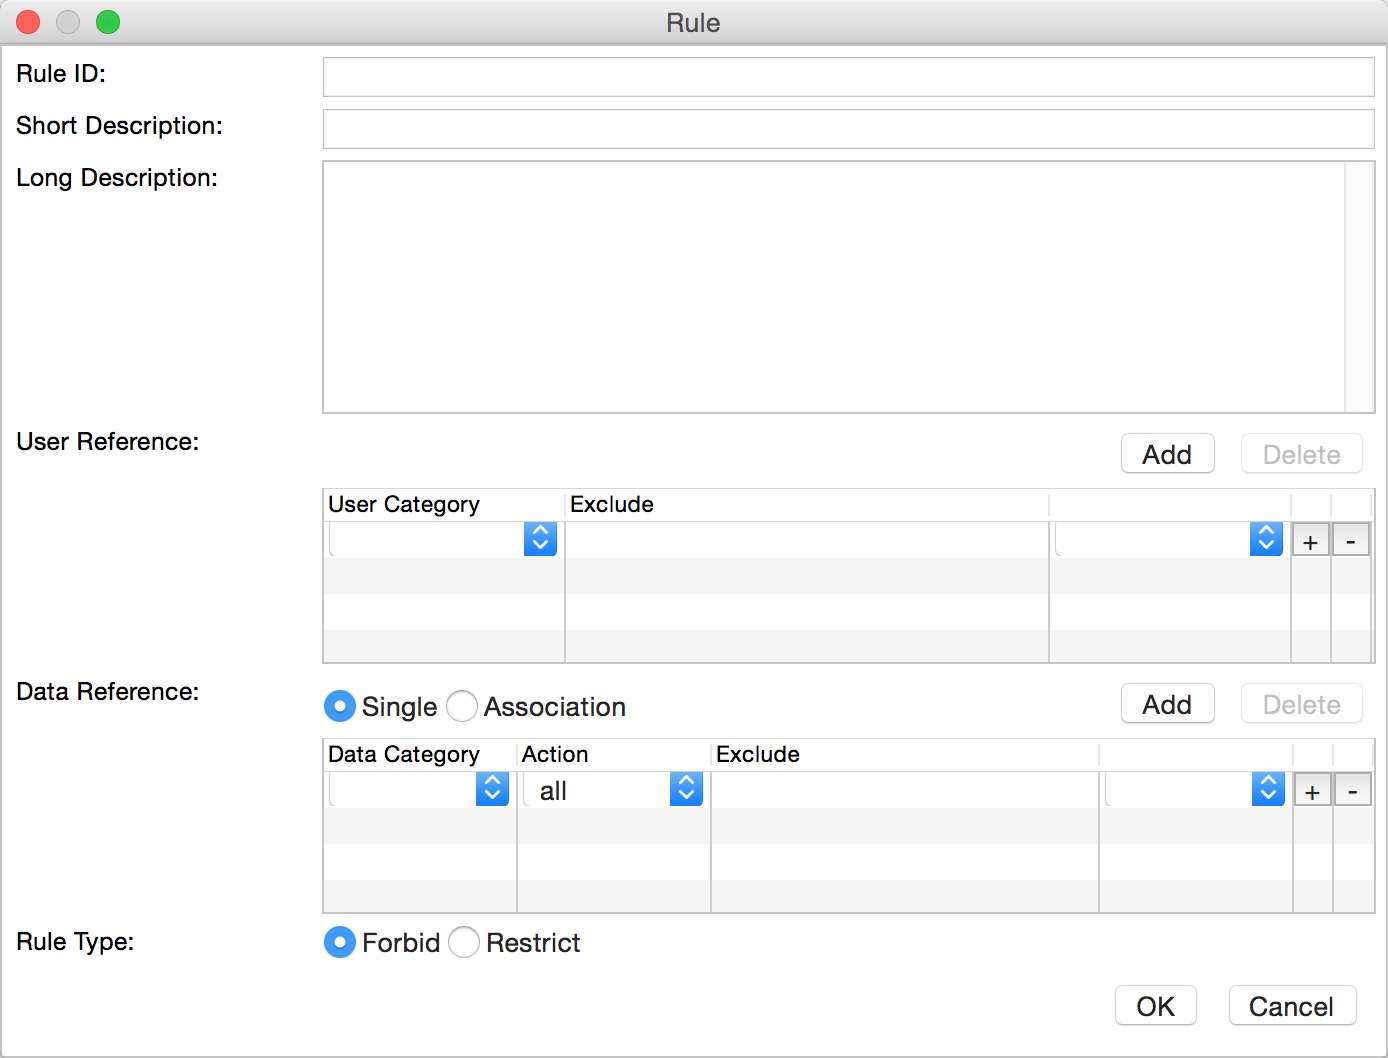 Rule
Rule ID:
Short Description:
Long Description:
User Reference:
Add Delete
User Category Exclude
+ -
Data Reference:
Single Association
Add Delete
Data Category Action Exclude
all + -
Rule Type:
Forbid Restrict
OK Cancel